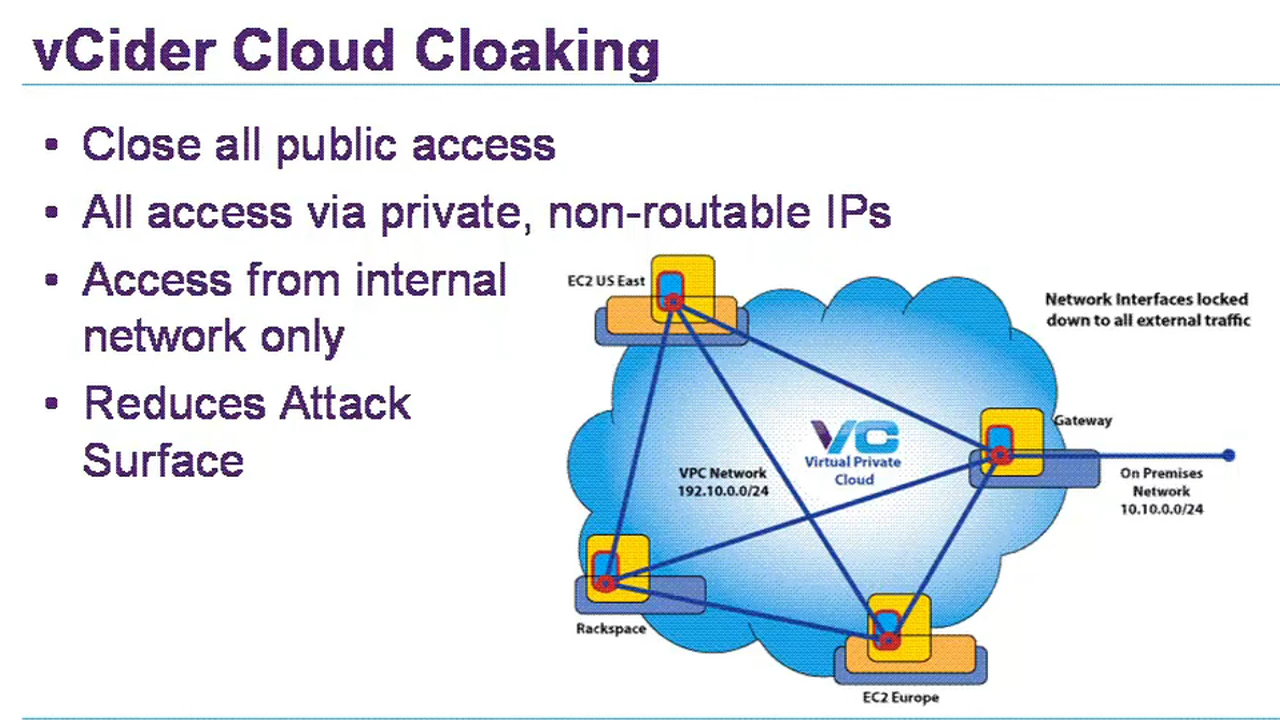 vCider Cloud Cloaking
• Close all public access
• All access via private, non-routable IPs
• Access from internal
network only
• Reduces Attack
Surface
EC2 US East
Network Interfaces locked
down to all external traffic
Gateway
VC
Virtual Private
Cloud
VPC Network
192.10.0.0/24
On Premises
Network
10.10.0.0/24
Rackspace
EC2 Europe